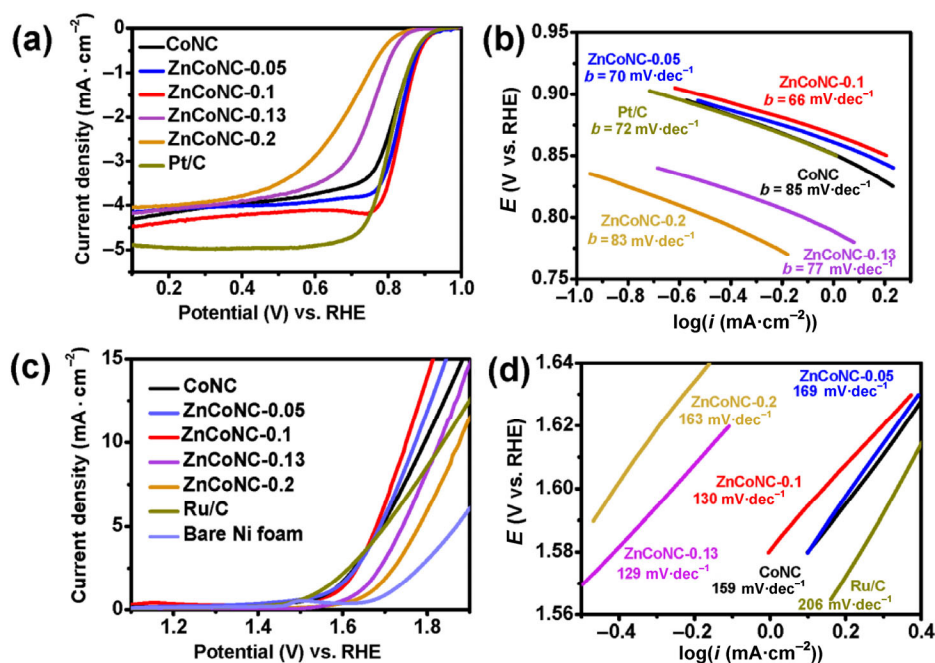 (a)
Current density (mA · cm⁻²)
0
−1
−2
−3
−4
−5
CoNC
ZnCoNC-0.05
ZnCoNC-0.1
ZnCoNC-0.13
ZnCoNC-0.2
Pt/C
0.2 0.4 0.6 0.8 1.0
Potential (V) vs. RHE
(b)
E (V vs. RHE)
0.95
0.90
0.85
0.80
0.75
ZnCoNC-0.05
b = 70 mV·dec⁻¹
ZnCoNC-0.1
b = 66 mV·dec⁻¹
Pt/C
b = 72 mV·dec⁻¹
CoNC
b = 85 mV·dec⁻¹
ZnCoNC-0.2
b = 83 mV·dec⁻¹
ZnCoNC-0.13
b = 77 mV·dec⁻¹
−1.0 −0.8 −0.6 −0.4 −0.2 0.0 0.2 0.4
log(i (mA·cm⁻²))
(c)
Current density (mA · cm⁻²)
15
10
5
0
CoNC
ZnCoNC-0.05
ZnCoNC-0.1
ZnCoNC-0.13
ZnCoNC-0.2
Ru/C
Bare Ni foam
1.2 1.4 1.6 1.8
Potential (V) vs. RHE
(d)
E (V vs. RHE)
1.64
1.62
1.60
1.58
1.56
ZnCoNC-0.05
169 mV·dec⁻¹
ZnCoNC-0.2
163 mV·dec⁻¹
ZnCoNC-0.1
130 mV·dec⁻¹
ZnCoNC-0.13
129 mV·dec⁻¹
CoNC
159 mV·dec⁻¹
Ru/C
206 mV·dec⁻¹
−0.4 −0.2 0.0 0.2 0.4
log(i (mA·cm⁻²))